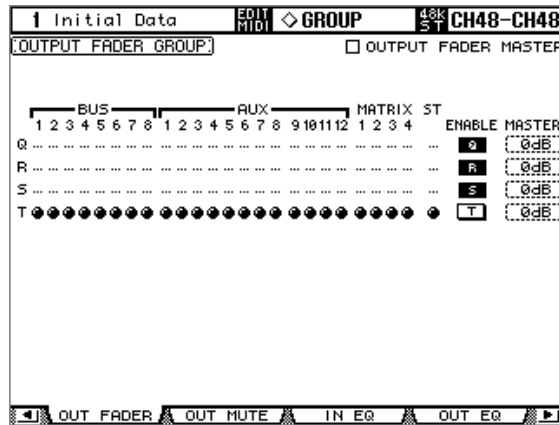 1 Initial Data EDIT MIDI ◇ GROUP 48K ST CH48-CH48
OUTPUT FADER GROUP OUTPUT FADER MASTER
BUS AUX MATRIX ST
1 2 3 4 5 6 7 8 1 2 3 4 5 6 7 8 9 10 11 12 1 2 3 4 ENABLE MASTER
Q Q 0dB
R R 0dB
S S 0dB
T T 0dB
OUT FADER OUT MUTE IN EQ OUT EQ